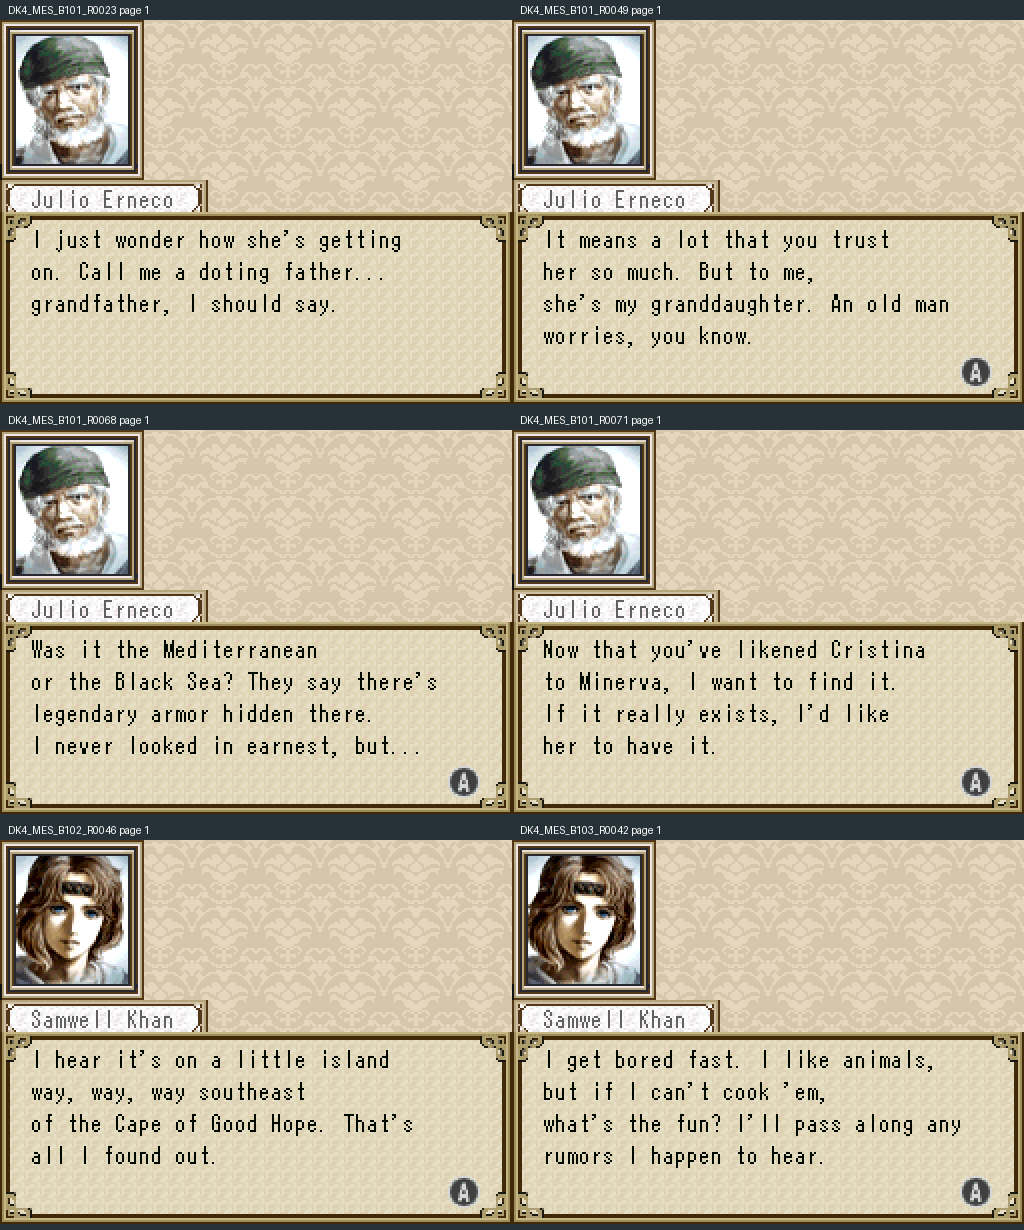 DK4_MES_B101_R0023 page 1
Julio Erneco
I just wonder how she's getting
on. Call me a doting father...
grandfather, I should say.
DK4_MES_B101_R0049 page 1
Julio Erneco
It means a lot that you trust
her so much. But to me,
she's my granddaughter. An old man
worries, you know.
A
DK4_MES_B101_R0068 page 1
Julio Erneco
Was it the Mediterranean
or the Black Sea? They say there's
legendary armor hidden there.
I never looked in earnest, but...
A
DK4_MES_B101_R0071 page 1
Julio Erneco
Now that you've likened Cristina
to Minerva, I want to find it.
If it really exists, I'd like
her to have it.
A
DK4_MES_B102_R0046 page 1
Samwell Khan
I hear it's on a little island
way, way, way southeast
of the Cape of Good Hope. That's
all I found out.
A
DK4_MES_B103_R0042 page 1
Samwell Khan
I get bored fast. I like animals,
but if I can't cook 'em,
what's the fun? I'll pass along any
rumors I happen to hear.
A